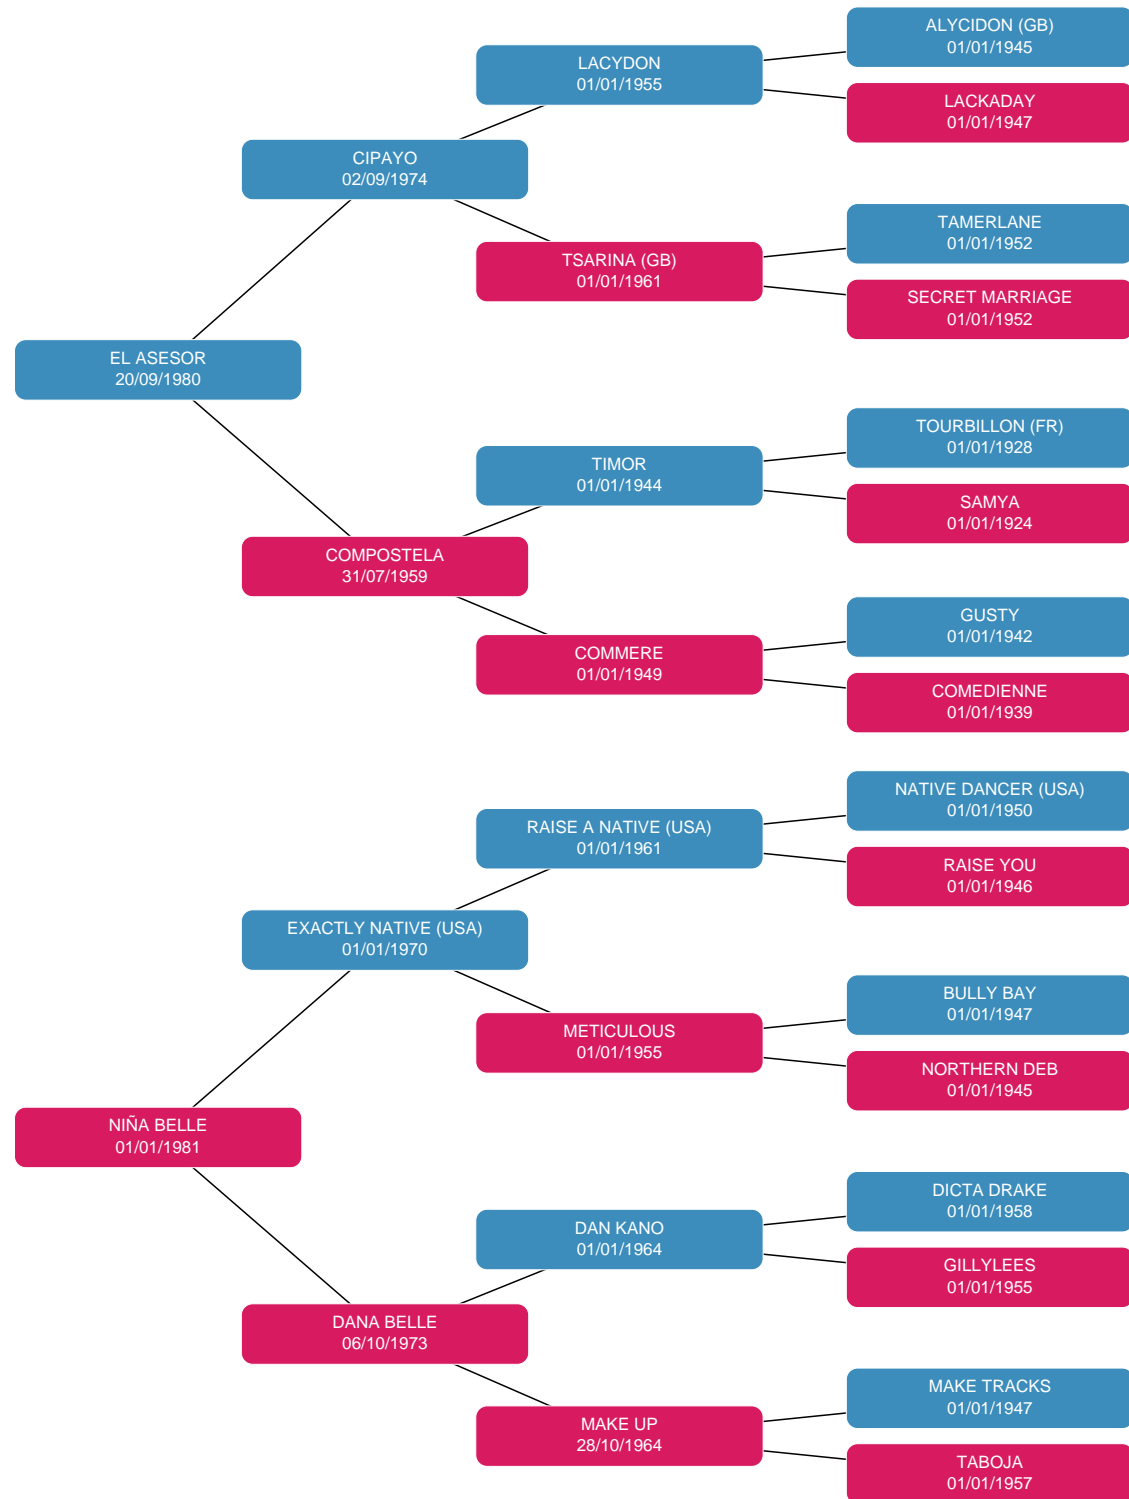 ALYCIDON (GB)
01/01/1945
LACYDON
01/01/1955
LACKADAY
01/01/1947
CIPAYO
02/09/1974
TAMERLANE
01/01/1952
TSARINA (GB)
01/01/1961
SECRET MARRIAGE
01/01/1952
EL ASESOR
20/09/1980
TOURBILLON (FR)
01/01/1928
TIMOR
01/01/1944
SAMYA
01/01/1924
COMPOSTELA
31/07/1959
GUSTY
01/01/1942
COMMERE
01/01/1949
COMEDIENNE
01/01/1939
NATIVE DANCER (USA)
01/01/1950
RAISE A NATIVE (USA)
01/01/1961
RAISE YOU
01/01/1946
EXACTLY NATIVE (USA)
01/01/1970
BULLY BAY
01/01/1947
METICULOUS
01/01/1955
NORTHERN DEB
01/01/1945
NIÑA BELLE
01/01/1981
DICTA DRAKE
01/01/1958
DAN KANO
01/01/1964
GILLYLEES
01/01/1955
DANA BELLE
06/10/1973
MAKE TRACKS
01/01/1947
MAKE UP
28/10/1964
TABOJA
01/01/1957